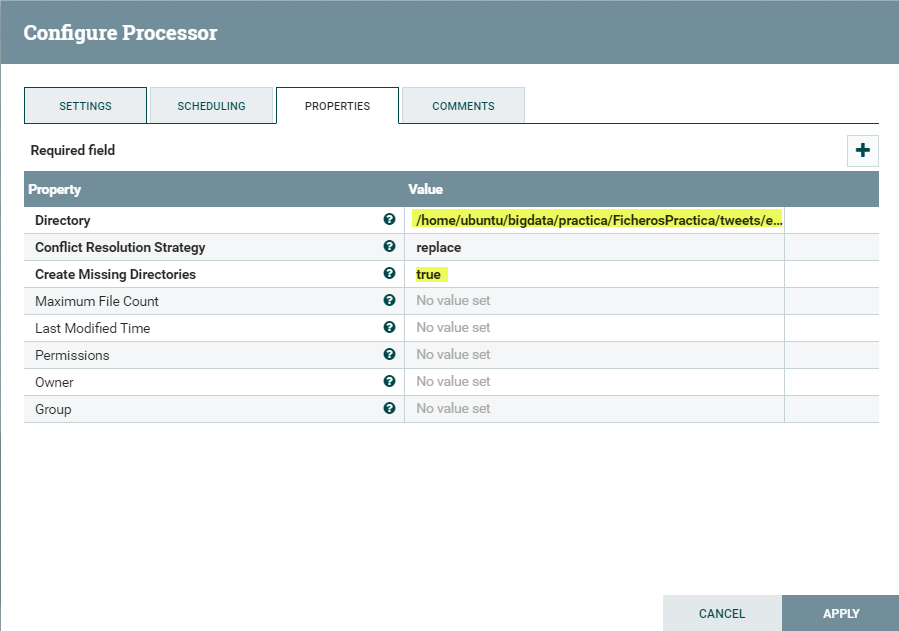 Configure Processor
SETTINGS SCHEDULING PROPERTIES COMMENTS
Required field
Property Value
Directory /home/ubuntu/bigdata/practica/FicherosPractica/tweets/e...
Conflict Resolution Strategy replace
Create Missing Directories true
Maximum File Count No value set
Last Modified Time No value set
Permissions No value set
Owner No value set
Group No value set
CANCEL APPLY